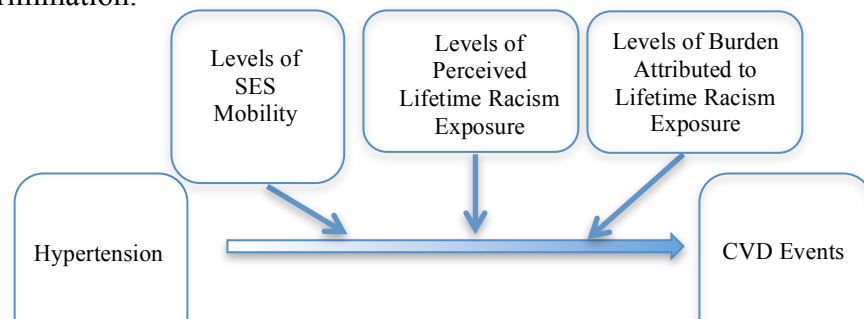 Levels of
SES
Mobility
Levels of
Perceived
Lifetime Racism
Exposure
Levels of Burden
Attributed to
Lifetime Racism
Exposure
Hypertension
CVD Events